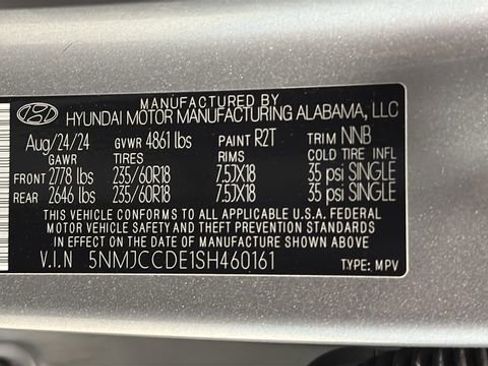 MANUFACTURED BY
HYUNDAI MOTOR MANUFACTURING ALABAMA, LLC
Aug/24/24 GVWR 4861 lbs PAINT R2T TRIM NNB
GAWR TIRES RIMS COLD TIRE INFL
FRONT 2778 lbs 235/60R18 7.5JX18 35 psi SINGLE
REAR 2646 lbs 235/60R18 7.5JX18 35 psi SINGLE
THIS VEHICLE CONFORMS TO ALL APPLICABLE U.S.A. FEDERAL
MOTOR VEHICLE SAFETY AND THEFT PREVENTION STANDARDS
IN EFFECT ON THE DATE OF MANUFACTURE SHOWN ABOVE.
V.I.N 5NMJCCDE1SH460161 TYPE: MPV